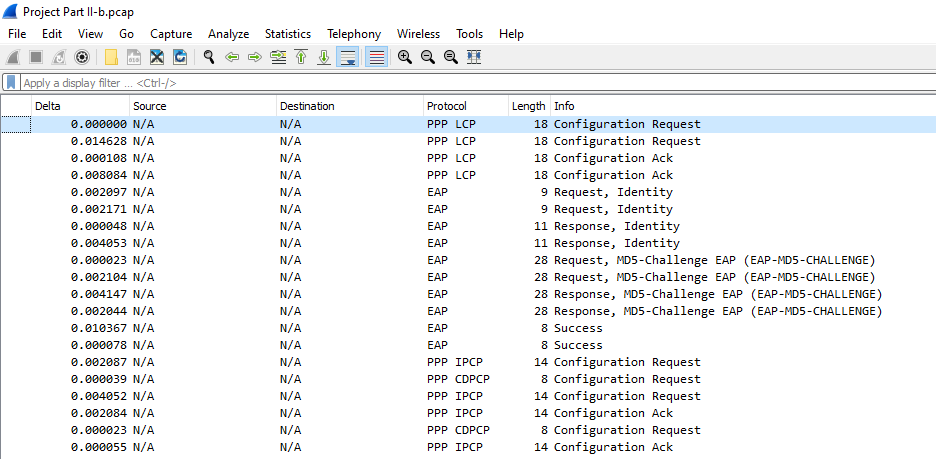 Project Part II-b.pcap
File Edit View Go Capture Analyze Statistics Telephony Wireless Tools Help
Apply a display filter ... <Ctrl-/>
Delta Source Destination Protocol Length Info
0.000000 N/A N/A PPP LCP 18 Configuration Request
0.014628 N/A N/A PPP LCP 18 Configuration Request
0.000108 N/A N/A PPP LCP 18 Configuration Ack
0.008084 N/A N/A PPP LCP 18 Configuration Ack
0.002097 N/A N/A EAP 9 Request, Identity
0.002171 N/A N/A EAP 9 Request, Identity
0.000048 N/A N/A EAP 11 Response, Identity
0.004053 N/A N/A EAP 11 Response, Identity
0.000023 N/A N/A EAP 28 Request, MD5-Challenge EAP (EAP-MD5-CHALLENGE)
0.002104 N/A N/A EAP 28 Request, MD5-Challenge EAP (EAP-MD5-CHALLENGE)
0.004147 N/A N/A EAP 28 Response, MD5-Challenge EAP (EAP-MD5-CHALLENGE)
0.002044 N/A N/A EAP 28 Response, MD5-Challenge EAP (EAP-MD5-CHALLENGE)
0.010367 N/A N/A EAP 8 Success
0.000078 N/A N/A EAP 8 Success
0.002087 N/A N/A PPP IPCP 14 Configuration Request
0.000039 N/A N/A PPP CDPCP 8 Configuration Request
0.004052 N/A N/A PPP IPCP 14 Configuration Request
0.002084 N/A N/A PPP IPCP 14 Configuration Ack
0.000023 N/A N/A PPP CDPCP 8 Configuration Request
0.000055 N/A N/A PPP IPCP 14 Configuration Ack